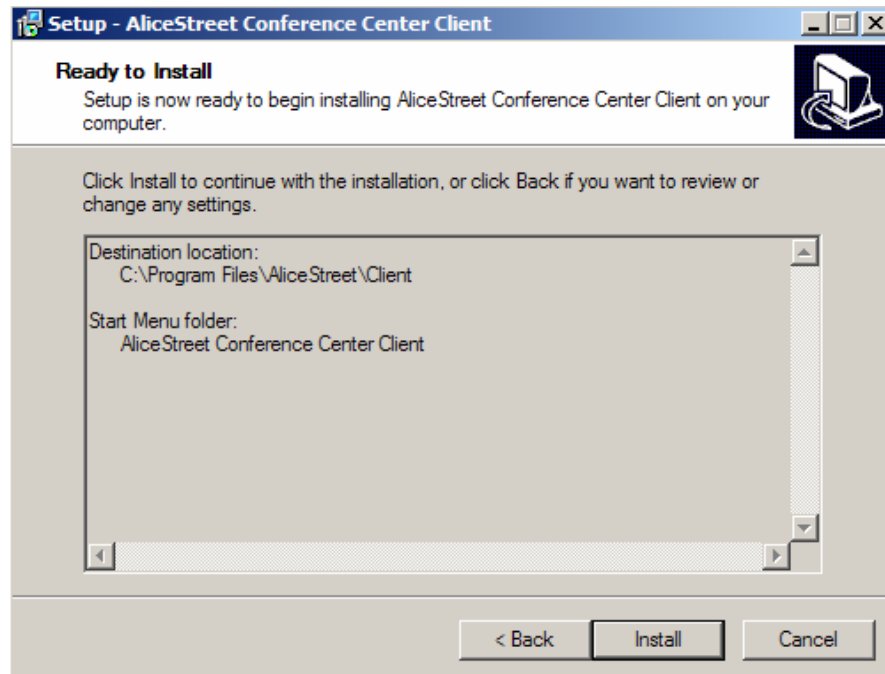 Setup - AliceStreet Conference Center Client
Ready to Install
Setup is now ready to begin installing AliceStreet Conference Center Client on your
computer.
Click Install to continue with the installation, or click Back if you want to review or
change any settings.
Destination location:
C:\Program Files\AliceStreet\Client
Start Menu folder:
AliceStreet Conference Center Client
< Back
Install
Cancel